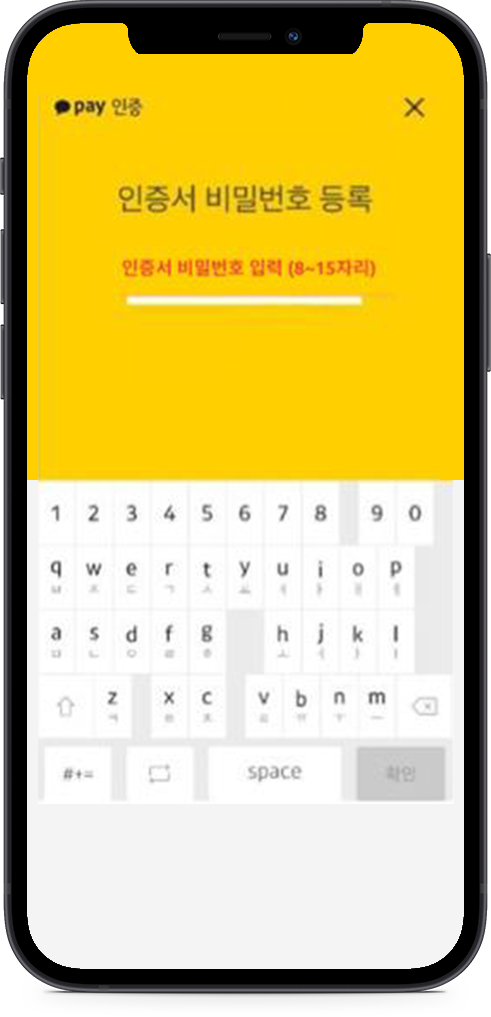 pay 인증
인증서 비밀번호 등록
인증서 비밀번호 입력 (8~15자리)
1 2 3 4 5 6 7 8 9 0
q w e r t y u i o p
ㅂ ㅈ ㄷ ㄱ ㅅ ㅛ ㅕ ㅑ ㅐ ㅔ
a s d f g h j k l
ㅁ ㄴ ㅇ ㄹ ㅎ ㅗ ㅓ ㅏ ㅣ
z x c v b n m
ㅋ ㅌ ㅊ ㅍ ㅠ ㅜ ㅡ
#+= space 확인